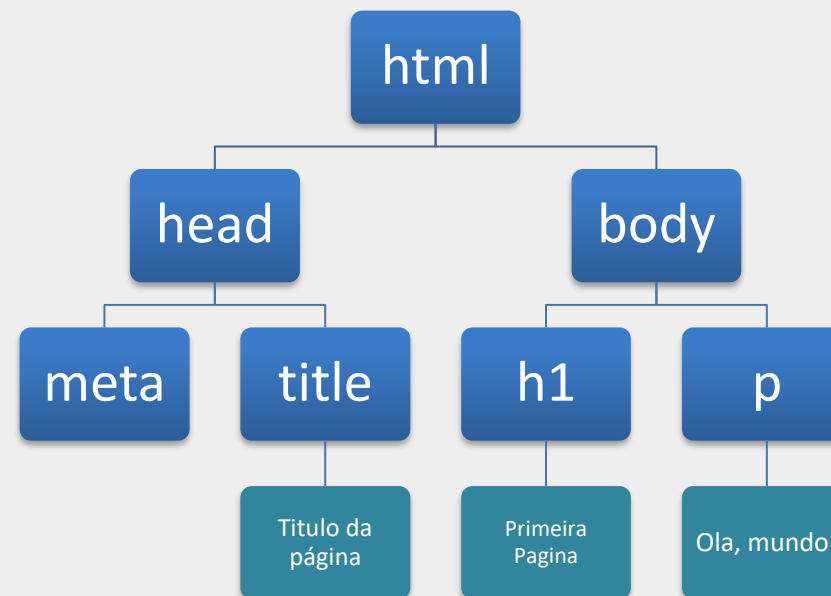 html
head
body
meta
title
h1
p
Titulo da
página
Primeira
Pagina
Ola, mundo